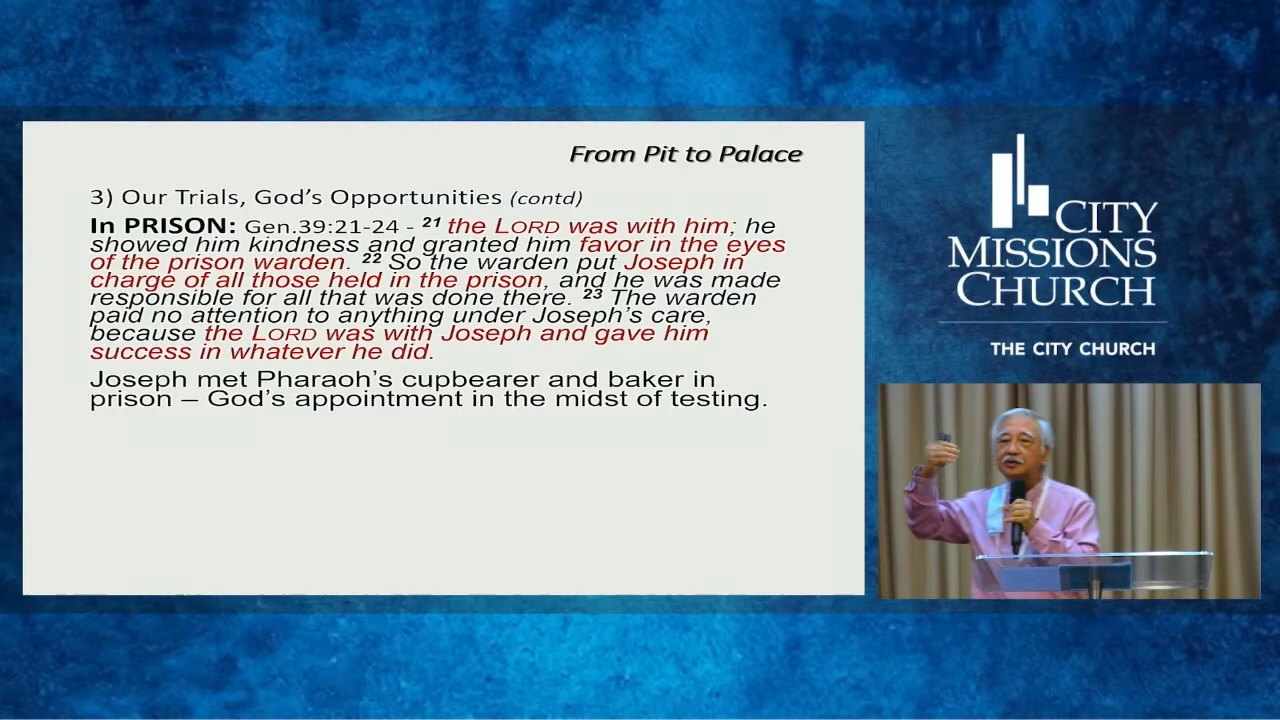 From Pit to Palace
3) Our Trials, God's Opportunities (contd)
In PRISON: Gen.39:21-24 - 21 the LORD was with him; he
showed him kindness and granted him favor in the eyes
of the prison warden. 22 So the warden put Joseph in
charge of all those held in the prison, and he was made
responsible for all that was done there. 23 The warden
paid no attention to anything under Joseph's care,
because the LORD was with Joseph and gave him
success in whatever he did.
Joseph met Pharaoh's cupbearer and baker in
prison – God's appointment in the midst of testing.
CITY
MISSIONS
CHURCH
THE CITY CHURCH